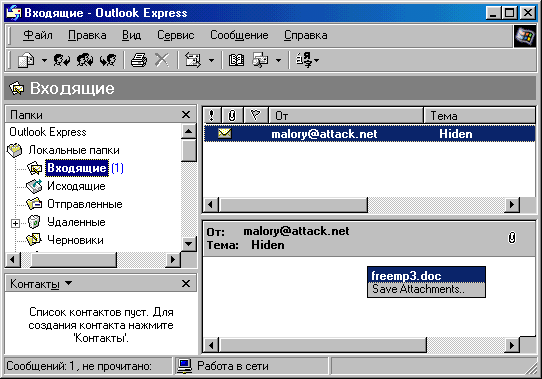 Входящие - Outlook Express
Файл Правка Вид Сервис Сообщение Справка
Входящие
Папки
Outlook Express
Локальные папки
Входящие (1)
Исходящие
Отправленные
Удаленные
Черновики
Контакты
Список контактов пуст. Для
создания контакта нажмите
'Контакты'.
! От Тема
malory@attack.net Hiden
От: malory@attack.net
Тема: Hiden
freemp3.doc
Save Attachments..
Сообщений: 1, не прочитано: Работа в сети